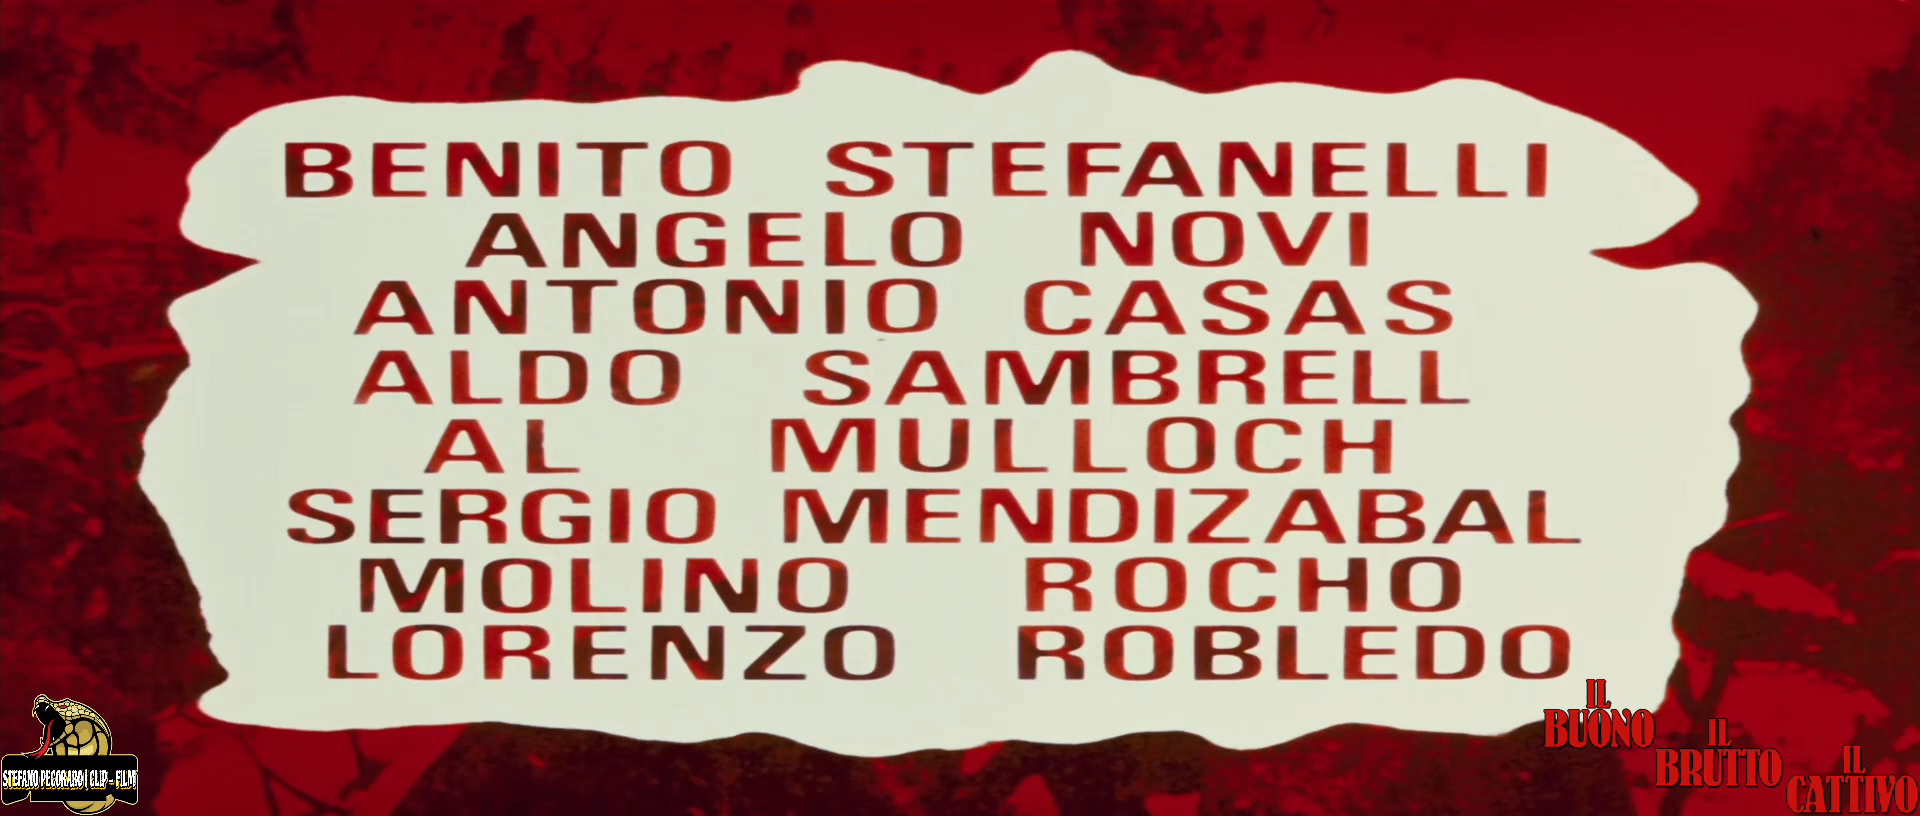 BENITO STEFANELLI
ANGELO NOVI
ANTONIO CASAS
ALDO SAMBRELL
AL MULLOCH
SERGIO MENDIZABAL
MOLINO ROCHO
LORENZO ROBLEDO
STEFANO PECORARO | CLIP - FILM
IL
BUONO
IL
BRUTTO
IL
CATTIVO